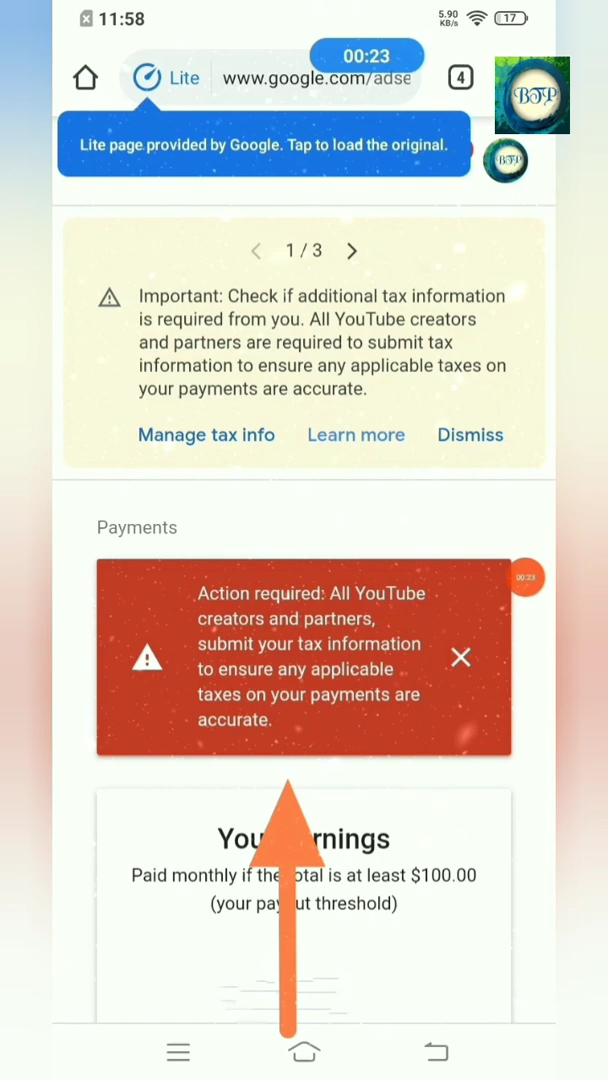 11:58
5.90
KB/s
17
00:23
Lite
www.google.com/adse
4
BTP
Lite page provided by Google. Tap to load the original.
BTP
1 / 3
Important: Check if additional tax information
is required from you. All YouTube creators
and partners are required to submit tax
information to ensure any applicable taxes on
your payments are accurate.
Manage tax info
Learn more
Dismiss
Payments
00:23
Action required: All YouTube
creators and partners,
submit your tax information
to ensure any applicable
taxes on your payments are
accurate.
Your earnings
Paid monthly if the total is at least $100.00
(your payout threshold)